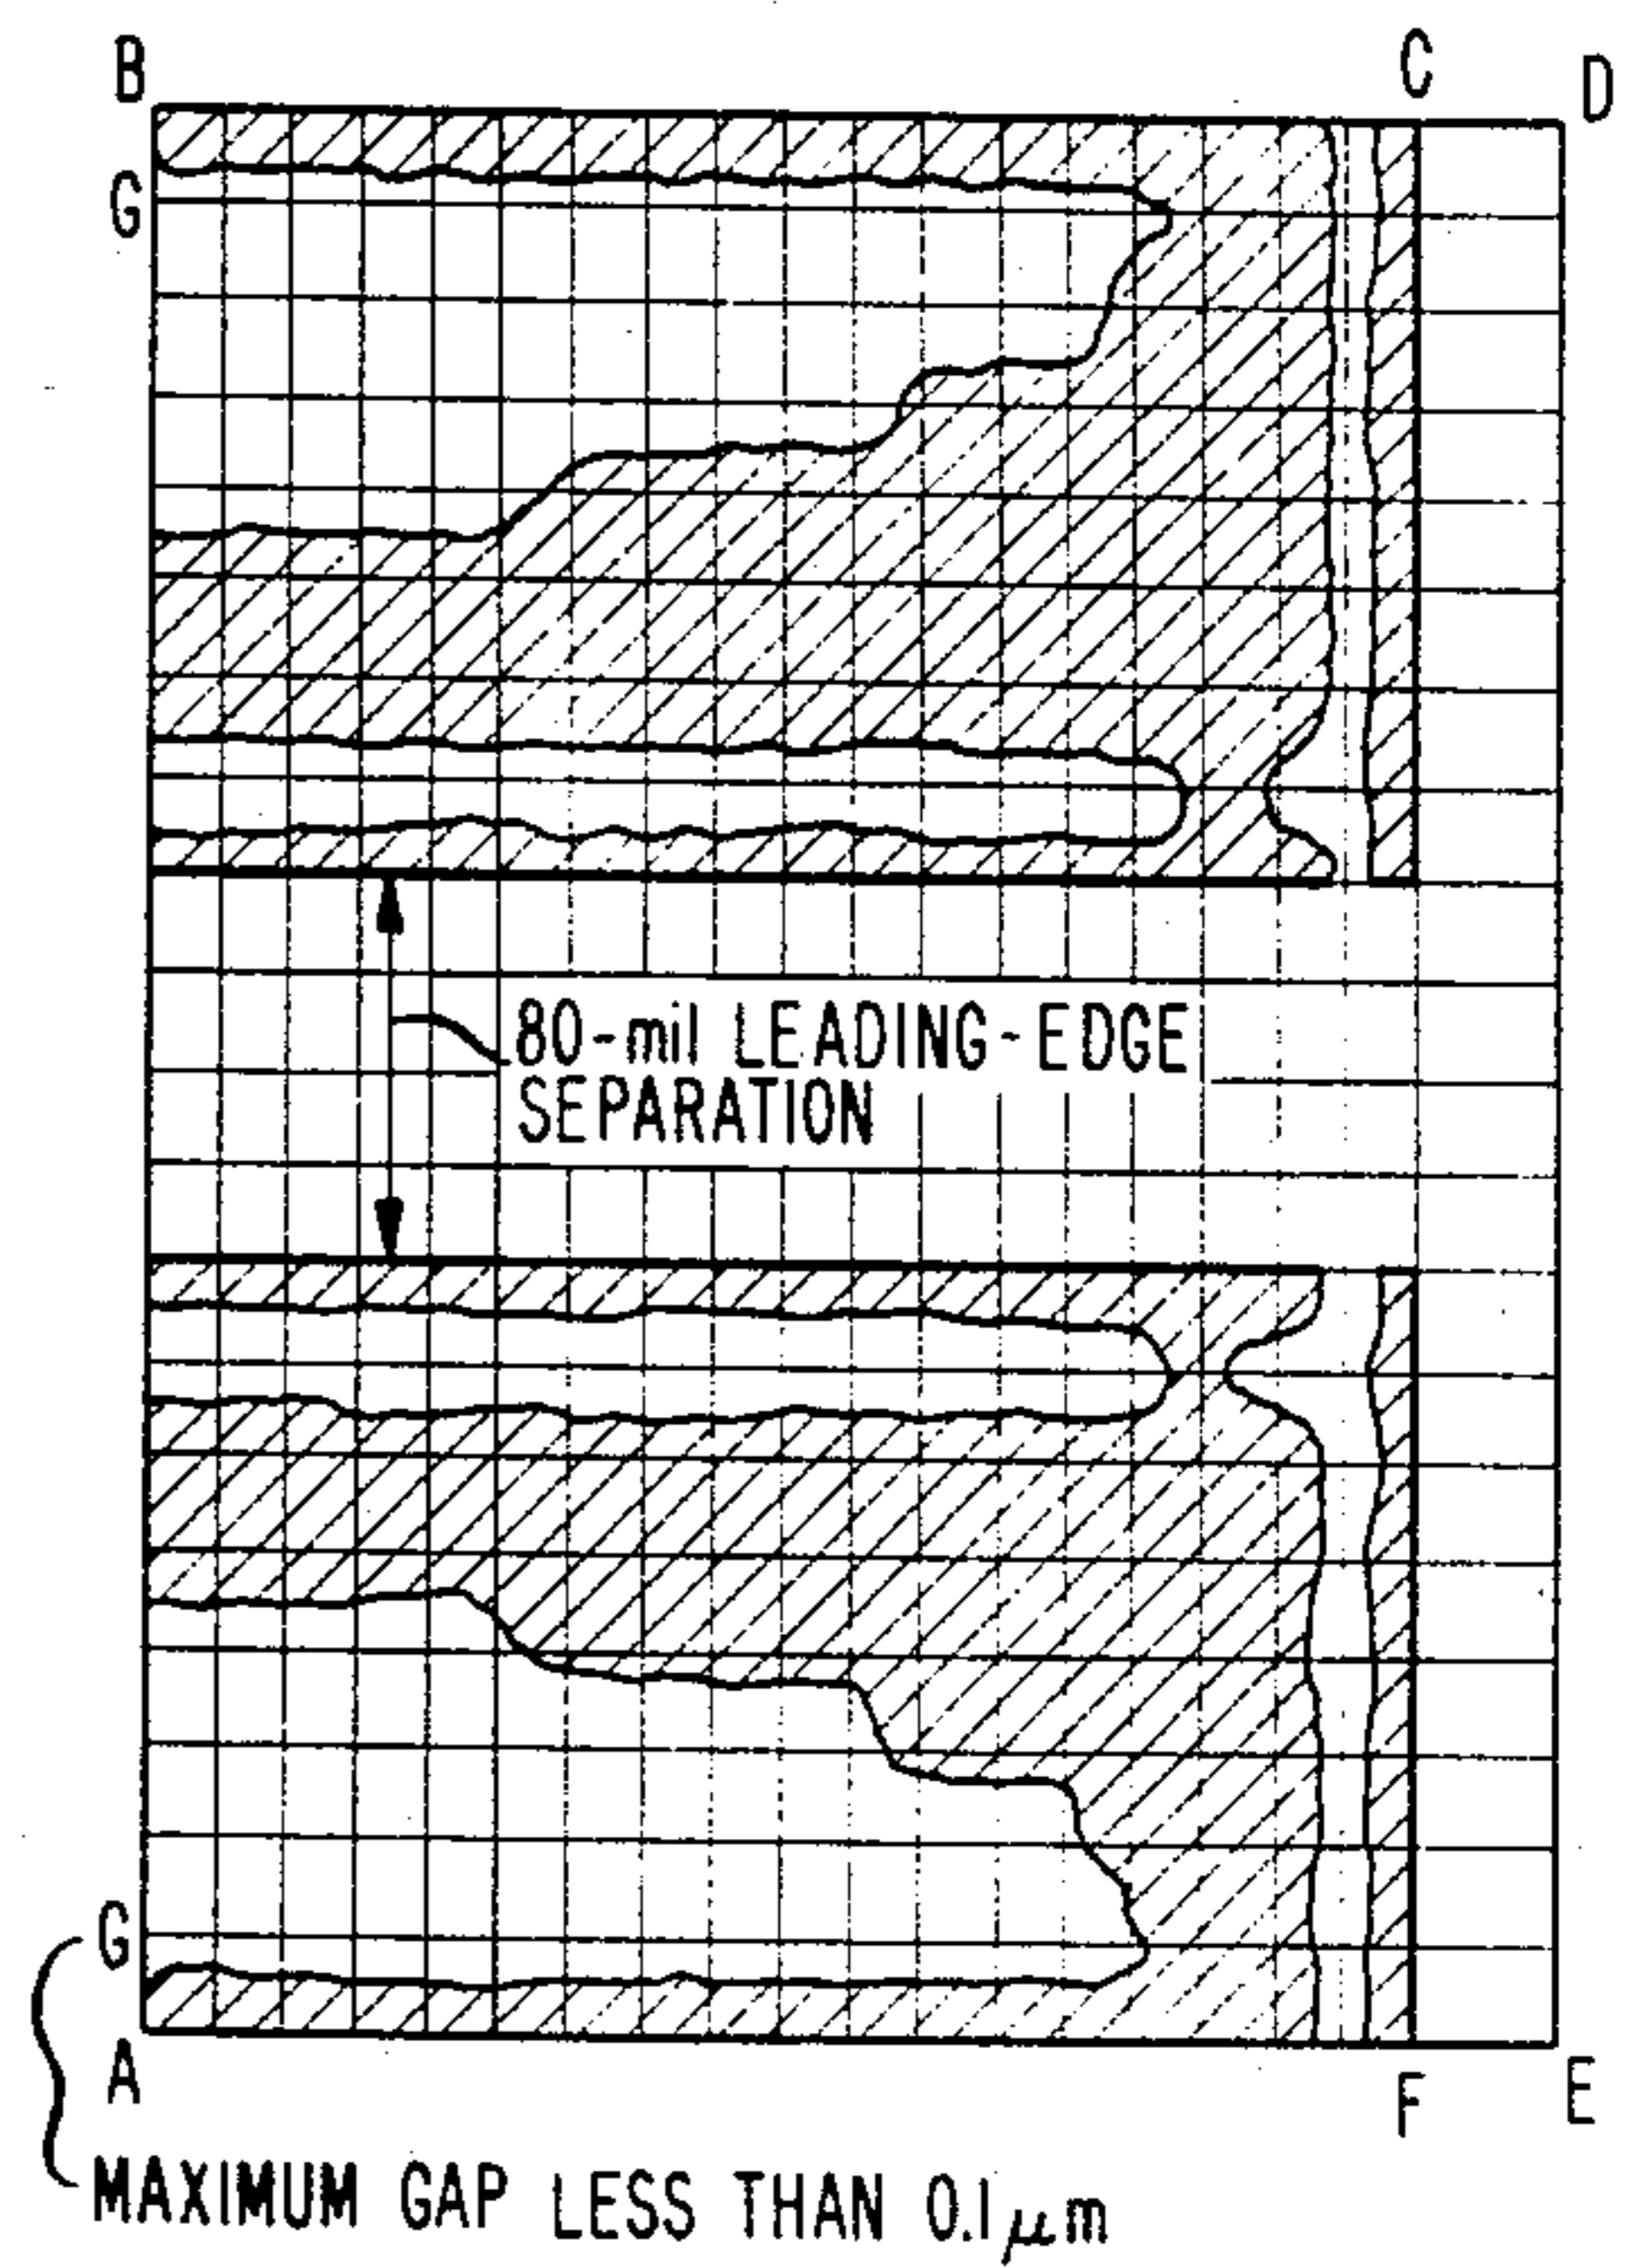 B
C
D
G
80-mil LEADING-EDGE
SEPARATION
G
A
F
E
MAXIMUM GAP LESS THAN 0.1μm